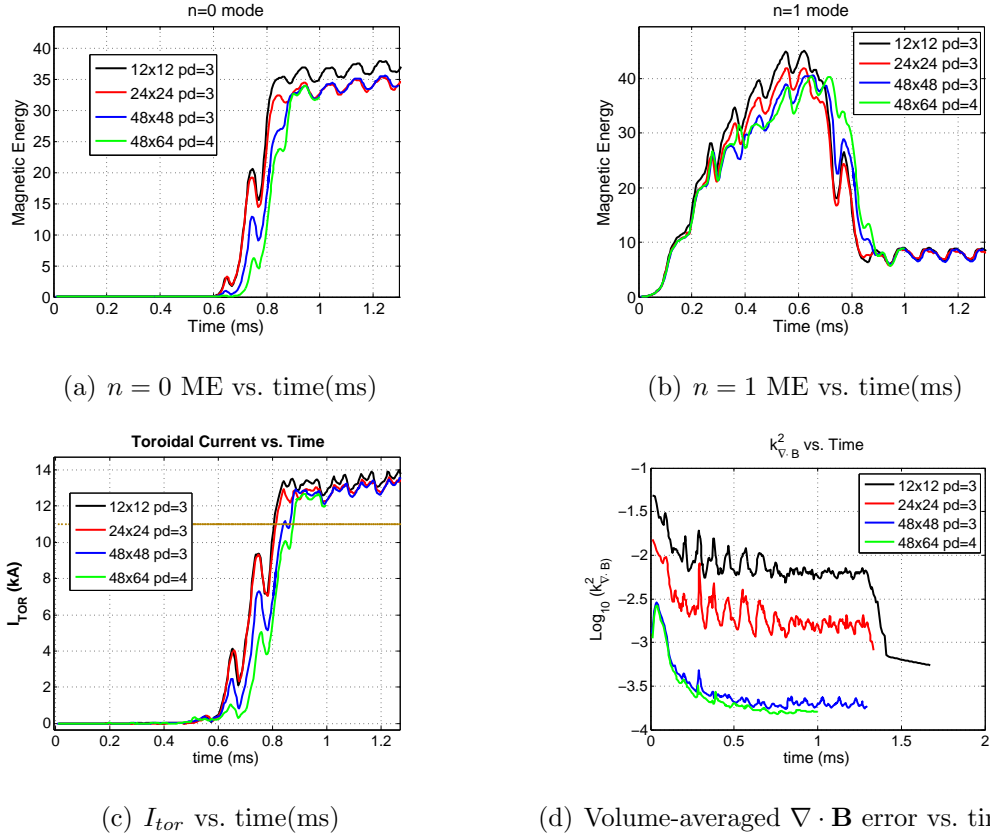 n=0 mode
40
35
30
25
20
15
10
5
0
Magnetic Energy
12x12 pd=3
24x24 pd=3
48x48 pd=3
48x64 pd=4
0 0.2 0.4 0.6 0.8 1 1.2
Time (ms)
(a) n = 0 ME vs. time(ms)
n=1 mode
50
40
30
20
10
0
Magnetic Energy
12x12 pd=3
24x24 pd=3
48x48 pd=3
48x64 pd=4
0 0.2 0.4 0.6 0.8 1 1.2
Time (ms)
(b) n = 1 ME vs. time(ms)
Toroidal Current vs. Time
14
12
10
8
6
4
2
0
I_TOR (kA)
12x12 pd=3
24x24 pd=3
48x48 pd=3
48x64 pd=4
0 0.2 0.4 0.6 0.8 1 1.2
time (ms)
(c) I_tor vs. time(ms)
k²_∇· B vs. Time
−1
−1.5
−2
−2.5
−3
−3.5
−4
Log₁₀ (k²_∇· B)
12x12 pd=3
24x24 pd=3
48x48 pd=3
48x64 pd=4
0 0.5 1 1.5 2
time (ms)
(d) Volume-averaged ∇ · B error vs. tir